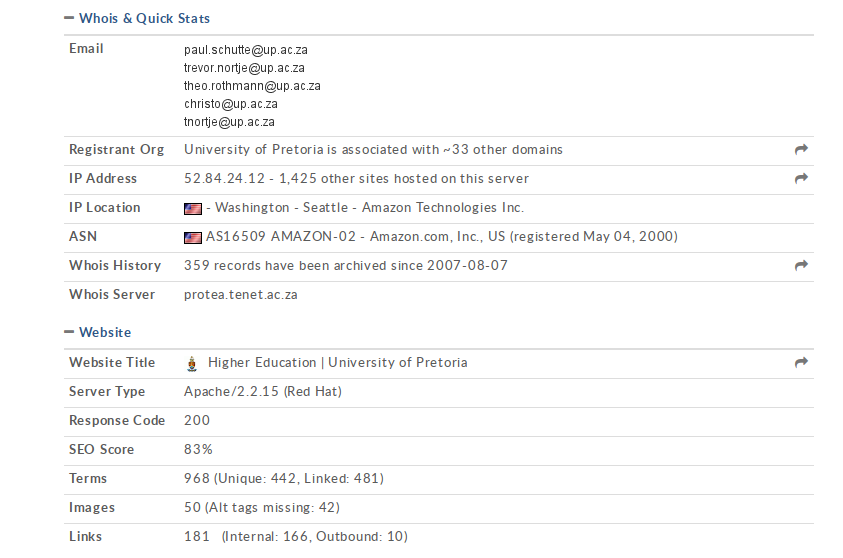 Whois & Quick Stats
Email paul.schutte@up.ac.za
trevor.nortje@up.ac.za
theo.rothmann@up.ac.za
christo@up.ac.za
tnortje@up.ac.za
Registrant Org University of Pretoria is associated with ~33 other domains
IP Address 52.84.24.12 - 1,425 other sites hosted on this server
IP Location - Washington - Seattle - Amazon Technologies Inc.
ASN AS16509 AMAZON-02 - Amazon.com, Inc., US (registered May 04, 2000)
Whois History 359 records have been archived since 2007-08-07
Whois Server protea.tenet.ac.za
Website
Website Title Higher Education | University of Pretoria
Server Type Apache/2.2.15 (Red Hat)
Response Code 200
SEO Score 83%
Terms 968 (Unique: 442, Linked: 481)
Images 50 (Alt tags missing: 42)
Links 181 (Internal: 166, Outbound: 10)